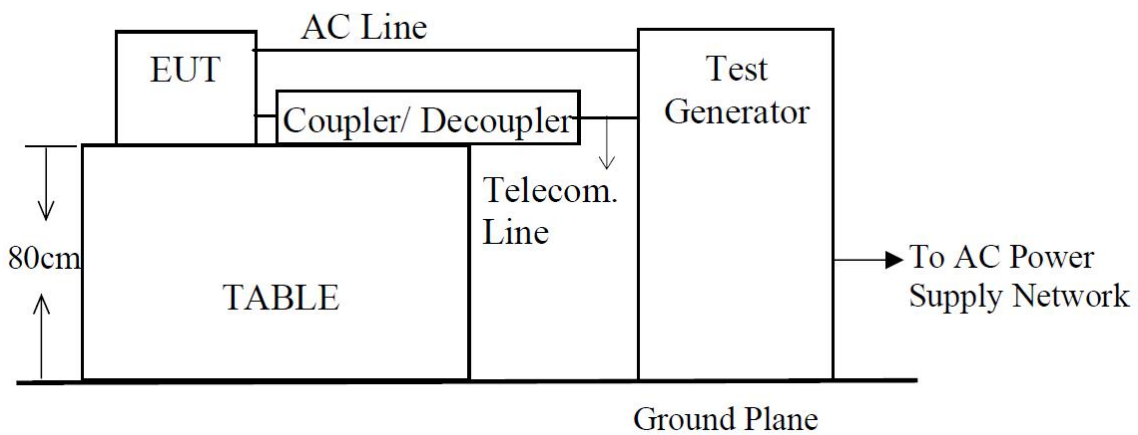 AC Line
EUT
Test
Generator
Coupler/ Decoupler
Telecom.
Line
80cm
TABLE
To AC Power
Supply Network
Ground Plane